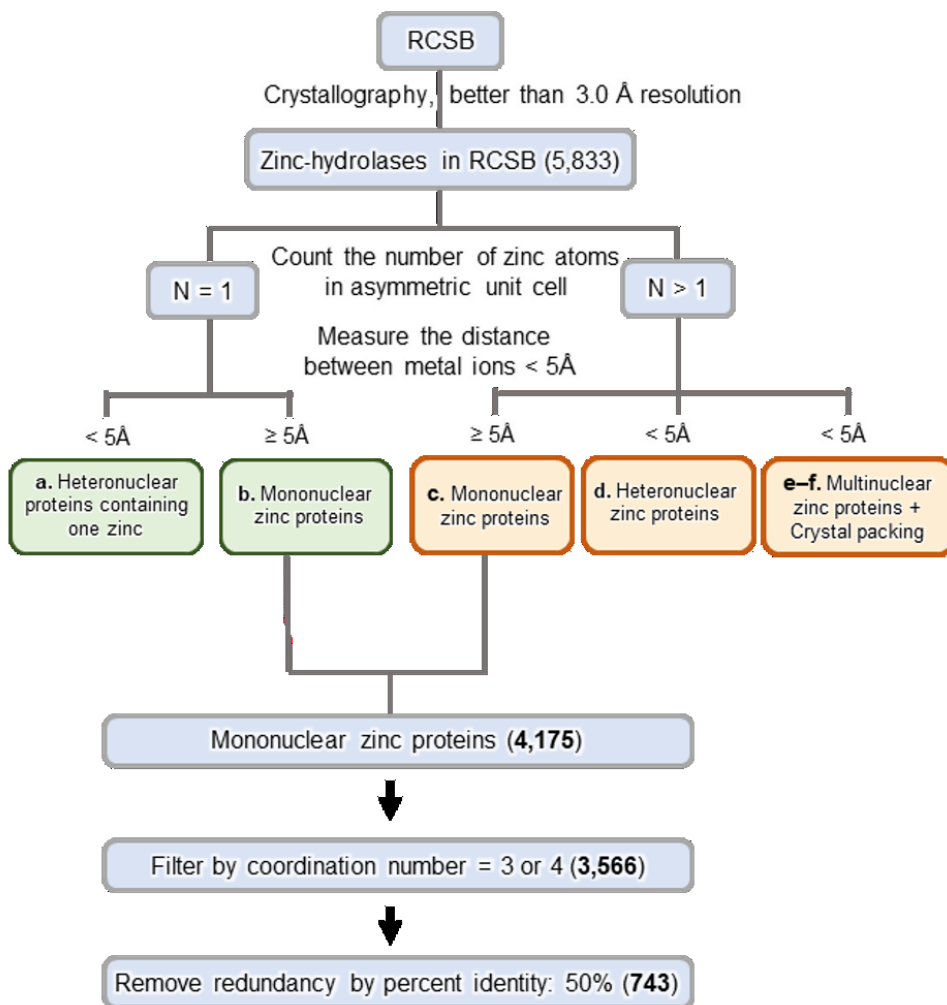 RCSB
Crystallography, better than 3.0 Å resolution
Zinc-hydrolases in RCSB (5,833)
Count the number of zinc atoms
in asymmetric unit cell
N = 1
N > 1
Measure the distance
between metal ions < 5Å
< 5Å
≥ 5Å
≥ 5Å
< 5Å
< 5Å
a. Heteronuclear
proteins containing
one zinc
b. Mononuclear
zinc proteins
c. Mononuclear
zinc proteins
d. Heteronuclear
zinc proteins
e–f. Multinuclear
zinc proteins +
Crystal packing
Mononuclear zinc proteins (4,175)
Filter by coordination number = 3 or 4 (3,566)
Remove redundancy by percent identity: 50% (743)